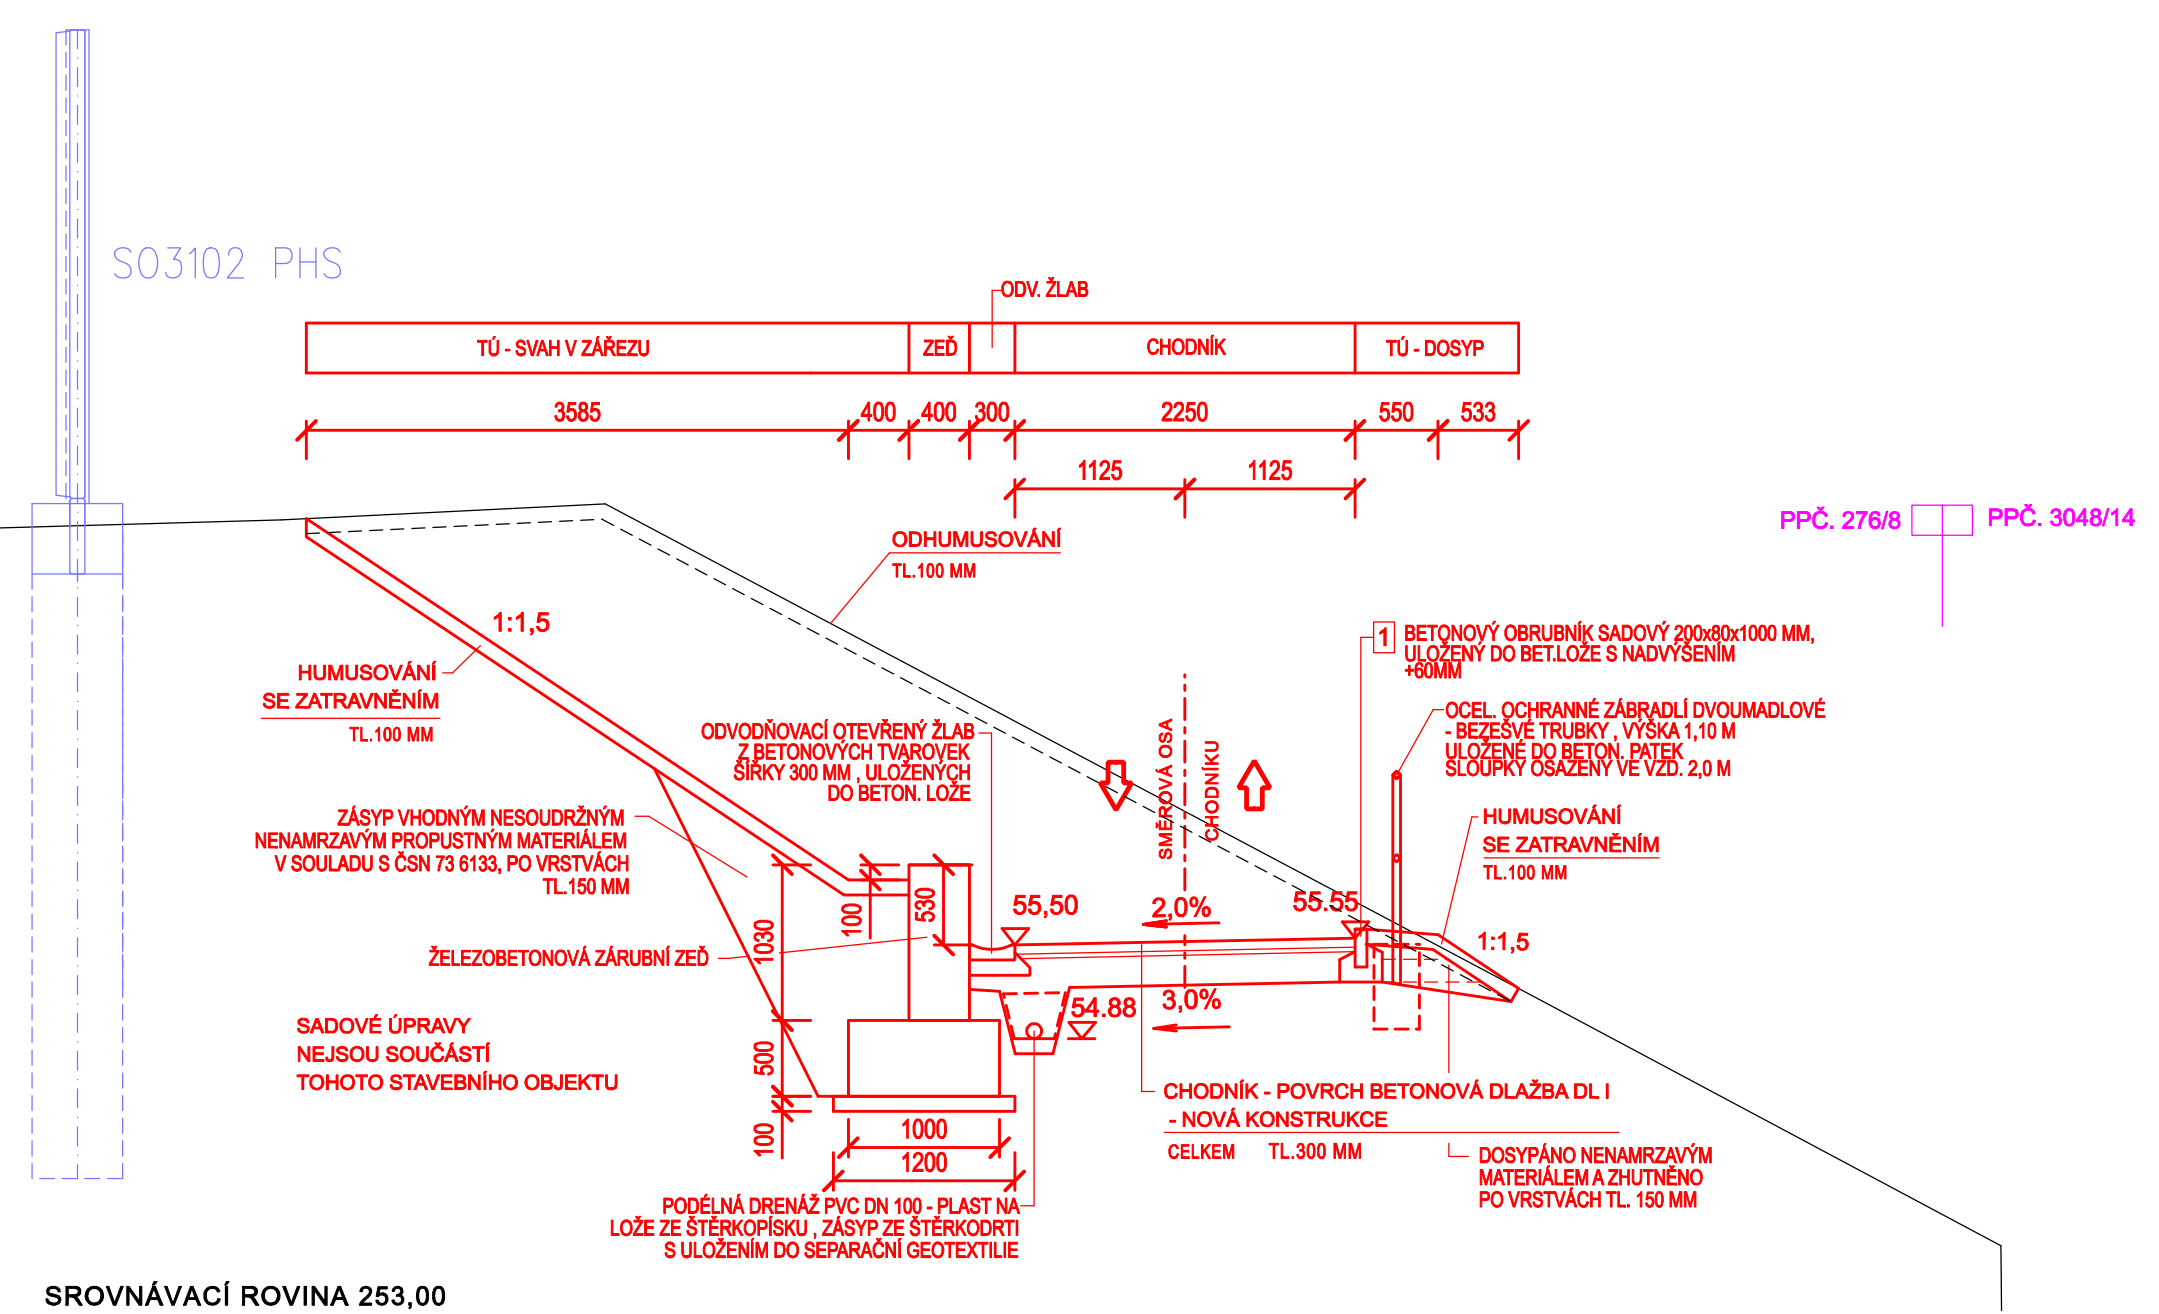 SO3102 PHS
ODV. ŽLAB
TÚ - SVAH V ZÁŘEZU
ZEĎ
CHODNÍK
TÚ - DOSYP
3585
400
400
300
2250
550
533
1125
1125
ODHUMUSOVÁNÍ
TL.100 MM
PPČ. 276/8
PPČ. 3048/14
1:1,5
HUMUSOVÁNÍ
SE ZATRAVNĚNÍM
TL.100 MM
1
BETONOVÝ OBRUBNÍK SADOVÝ 200x80x1000 MM,
ULOŽENÝ DO BET.LOŽE S NADVÝŠENÍM
+60MM
OCEL. OCHRANNÉ ZÁBRADLÍ DVOUMADLOVÉ
- BEZEŠVÉ TRUBKY , VÝŠKA 1,10 M
ULOŽENÉ DO BETON. PATEK
SLOUPKY OSAZENÝ VE VZD. 2,0 M
ODVODŇOVACÍ OTEVŘENÝ ŽLAB
Z BETONOVÝCH TVAROVEK
ŠÍŘKY 300 MM , ULOŽENÝCH
DO BETON. LOŽE
SMĚROVÁ OSA
CHODNÍKU
ZÁSYP VHODNÝM NESOUDRŽNÝM
NENAMRZAVÝM PROPUSTNÝM MATERIÁLEM
V SOULADU S ČSN 73 6133, PO VRSTVÁCH
TL.150 MM
HUMUSOVÁNÍ
SE ZATRAVNĚNÍM
TL.100 MM
1030
100
530
55,50
2,0%
55.55
1:1,5
ŽELEZOBETONOVÁ ZÁRUBNÍ ZEĎ
54.88
3,0%
SADOVÉ ÚPRAVY
NEJSOU SOUČÁSTÍ
TOHOTO STAVEBNÍHO OBJEKTU
500
100
1000
1200
CHODNÍK - POVRCH BETONOVÁ DLAŽBA DL I
- NOVÁ KONSTRUKCE
CELKEM TL.300 MM
DOSYPÁNO NENAMRZAVÝM
MATERIÁLEM A ZHUTNĚNO
PO VRSTVÁCH TL. 150 MM
PODÉLNÁ DRENÁŽ PVC DN 100 - PLAST NA
LOŽE ZE ŠTĚRKOPÍSKU , ZÁSYP ZE ŠTĚRKODRTI
S ULOŽENÍM DO SEPARAČNÍ GEOTEXTILIE
SROVNÁVACÍ ROVINA 253,00